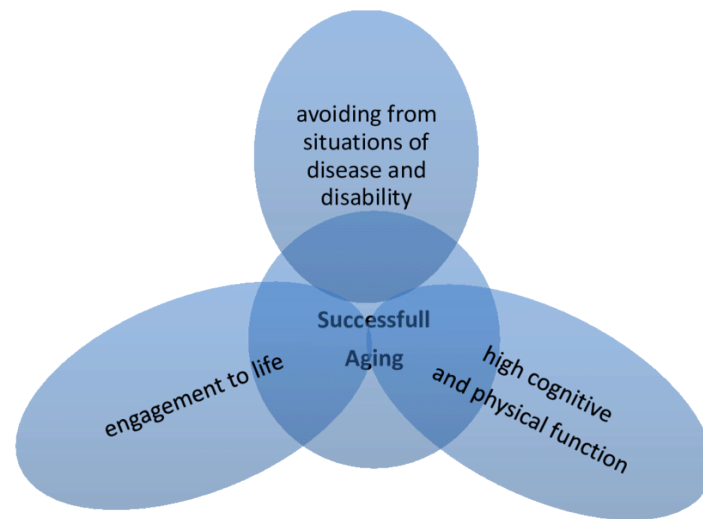 avoiding from
situations of
disease and
disability
Successfull
Aging
engagement to life
high cognitive
and physical function